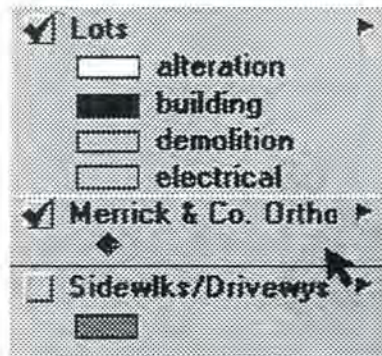 Lots
alteration
building
demolition
electrical
Merrick & Co. Ortho
Sidewlks/Drivewys